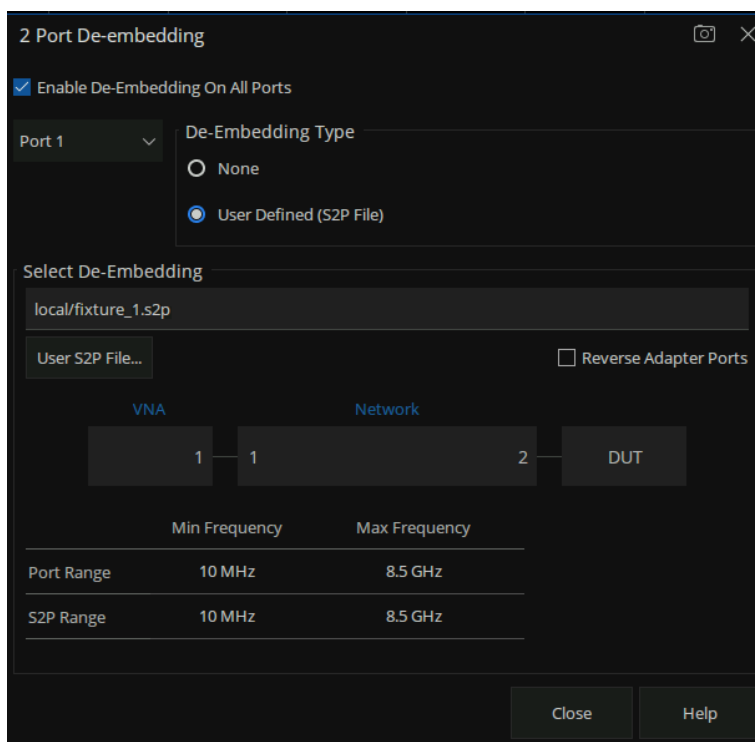 2 Port De-embedding
Enable De-Embedding On All Ports
Port 1
De-Embedding Type
None
User Defined (S2P File)
Select De-Embedding
local/fixture_1.s2p
User S2P File...
Reverse Adapter Ports
VNA Network
1 1 2 DUT
Min Frequency Max Frequency
Port Range 10 MHz 8.5 GHz
S2P Range 10 MHz 8.5 GHz
Close Help